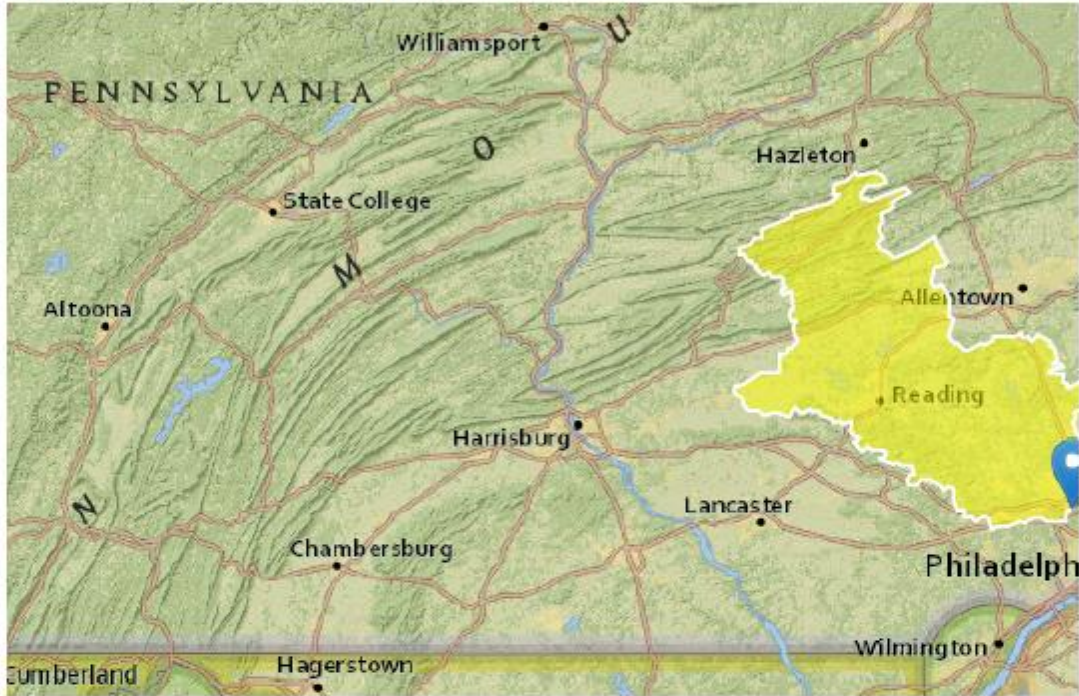 Williamsport
U
PENNSYLVANIA
O
Hazleton
State College
M
Altoona
Allentown
Reading
Harrisburg
Lancaster
N
Chambersburg
Philadelph
Wilmington
Hagerstown
Cumberland